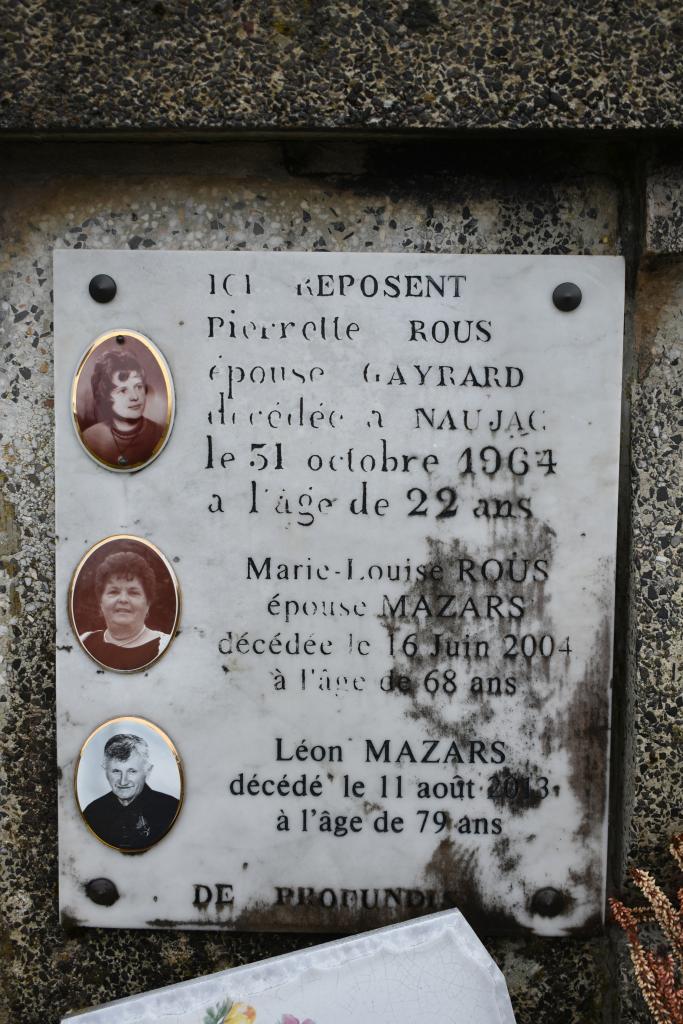 ICI REPOSENT
Pierrette ROUS
épouse GAYRARD
décédée a NAUJAC
le 31 octobre 1964
a l'âge de 22 ans
Marie-Louise ROUS
épouse MAZARS
décédée le 16 Juin 2004
à l'âge de 68 ans
Léon MAZARS
décédé le 11 août 2013
à l'âge de 79 ans
DE PROFUNDIS